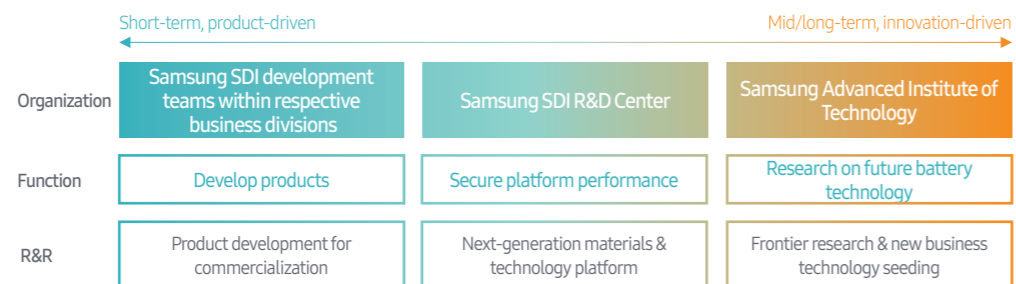 Short-term, product-driven
Mid/long-term, innovation-driven
Organization
Samsung SDI development
teams within respective
business divisions
Samsung SDI R&D Center
Samsung Advanced Institute of
Technology
Function
Develop products
Secure platform performance
Research on future battery
technology
R&R
Product development for
commercialization
Next-generation materials &
technology platform
Frontier research & new business
technology seeding